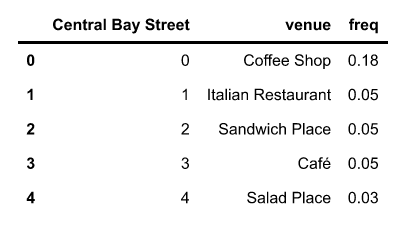 Central Bay Street venue freq
0 0 Coffee Shop 0.18
1 1 Italian Restaurant 0.05
2 2 Sandwich Place 0.05
3 3 Café 0.05
4 4 Salad Place 0.03